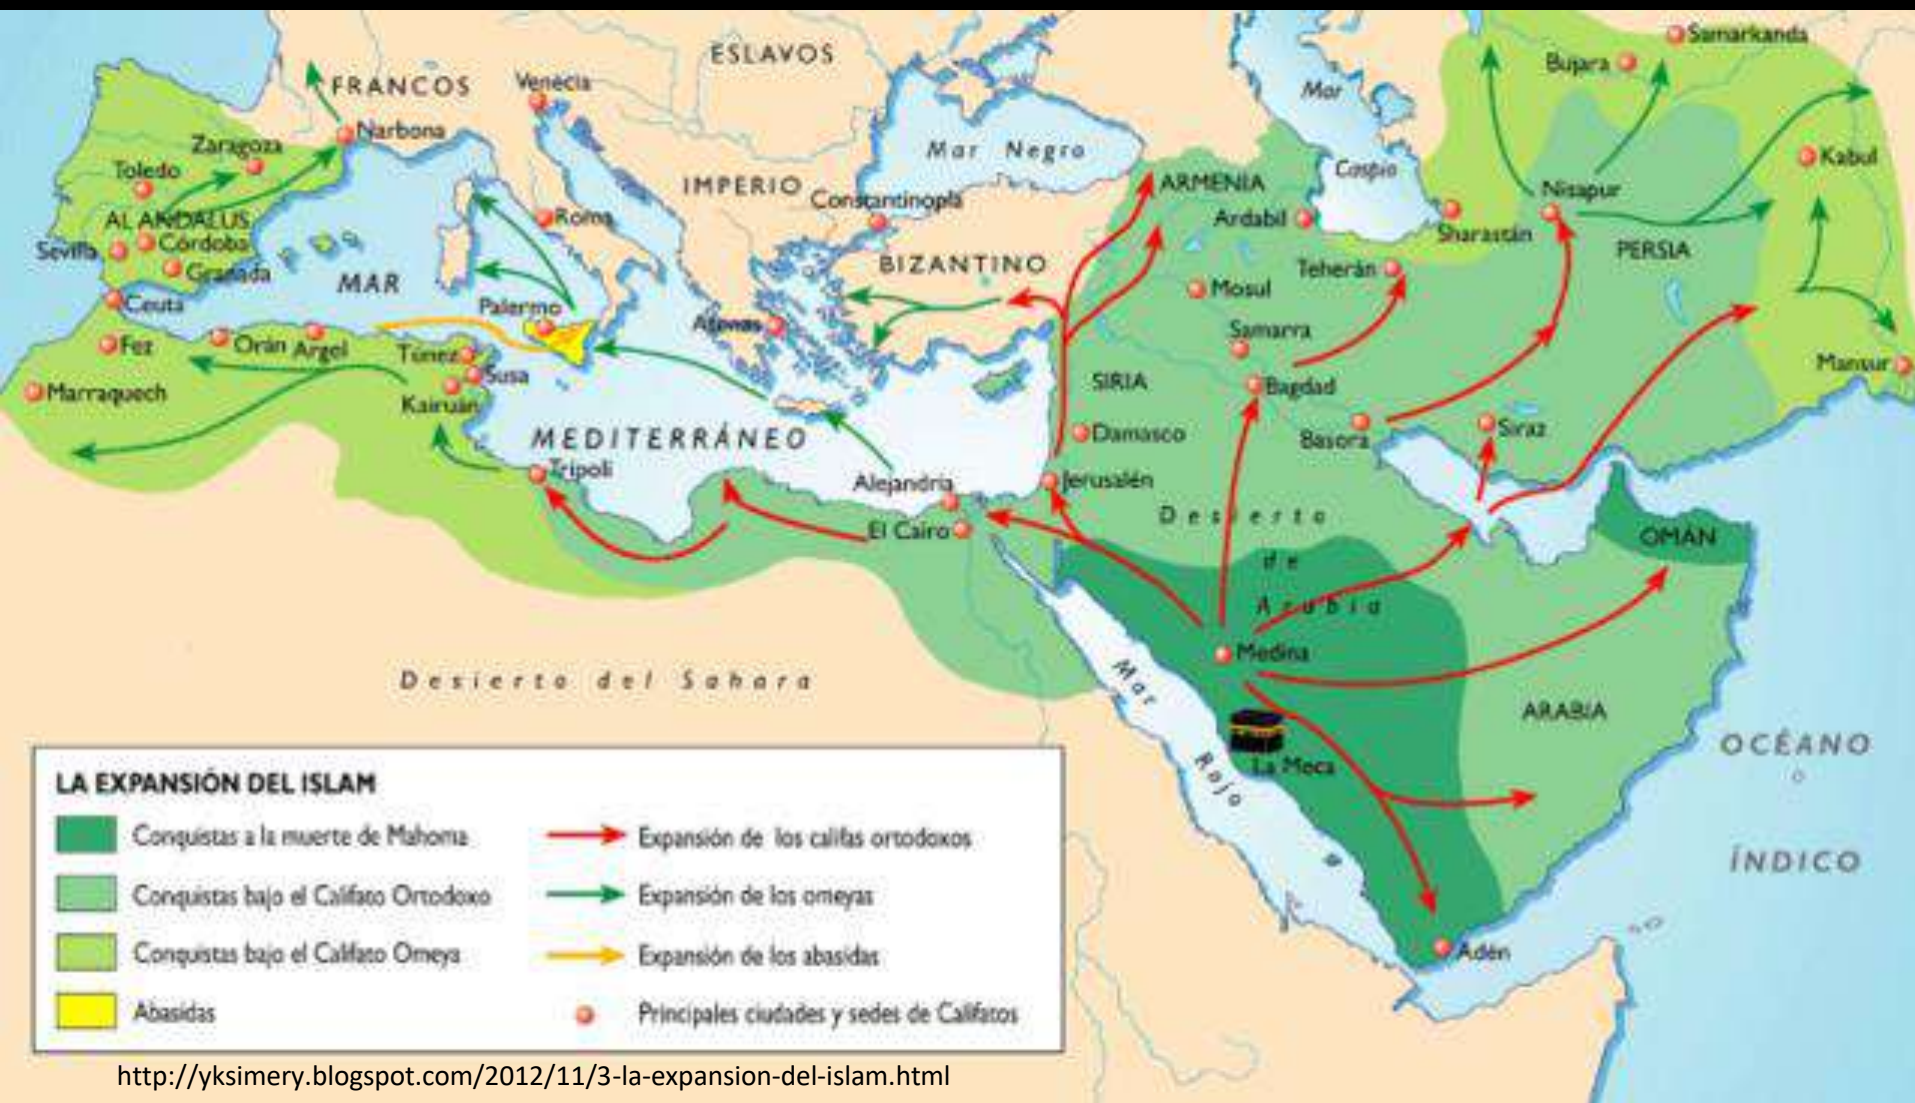 ESLAVOS
Samarkanda
Bujara
FRANCOS
Venecia
Mar
Caspio
Narbona
Zaragoza
Toledo
Mar Negro
Kabul
IMPERIO
BIZANTINO
Constantinopla
ARMENIA
Nisapur
AL ANDALUS
Roma
Ardabil
Sharastán
Sevilla
Córdoba
PERSIA
Granada
MAR
MEDITERRÁNEO
Teherán
Ceuta
Palermo
Mosul
Atenas
Samarra
Fez
Orán
Argel
Túnez
Susa
Mansur
Marraquech
Kairuán
SIRIA
Bagdad
Damasco
Basora
Siraz
Tripoli
Alejandria
Jerusalén
El Cairo
Desierto
de
Arabia
OMÁN
Medina
Desierto del Sahara
Mar
Rojo
ARABIA
La Meca
OCÉANO
ÍNDICO
Adén
LA EXPANSIÓN DEL ISLAM
Conquistas a la muerte de Mahoma
Conquistas bajo el Califato Ortodoxo
Conquistas bajo el Califato Omeya
Abasidas
Expansión de los califas ortodoxos
Expansión de los omeyas
Expansión de los abasidas
Principales ciudades y sedes de Califatos
http://yksimery.blogspot.com/2012/11/3-la-expansion-del-islam.html